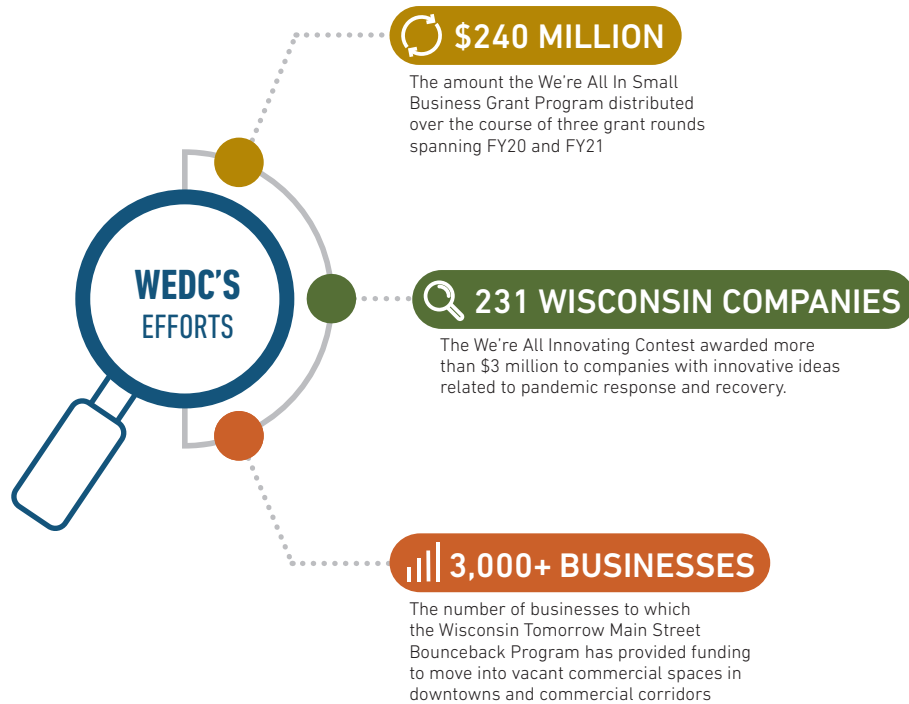 $240 MILLION
The amount the We're All In Small
Business Grant Program distributed
over the course of three grant rounds
spanning FY20 and FY21
WEDC'S
EFFORTS
231 WISCONSIN COMPANIES
The We're All Innovating Contest awarded more
than $3 million to companies with innovative ideas
related to pandemic response and recovery.
3,000+ BUSINESSES
The number of businesses to which
the Wisconsin Tomorrow Main Street
Bounceback Program has provided funding
to move into vacant commercial spaces in
downtowns and commercial corridors